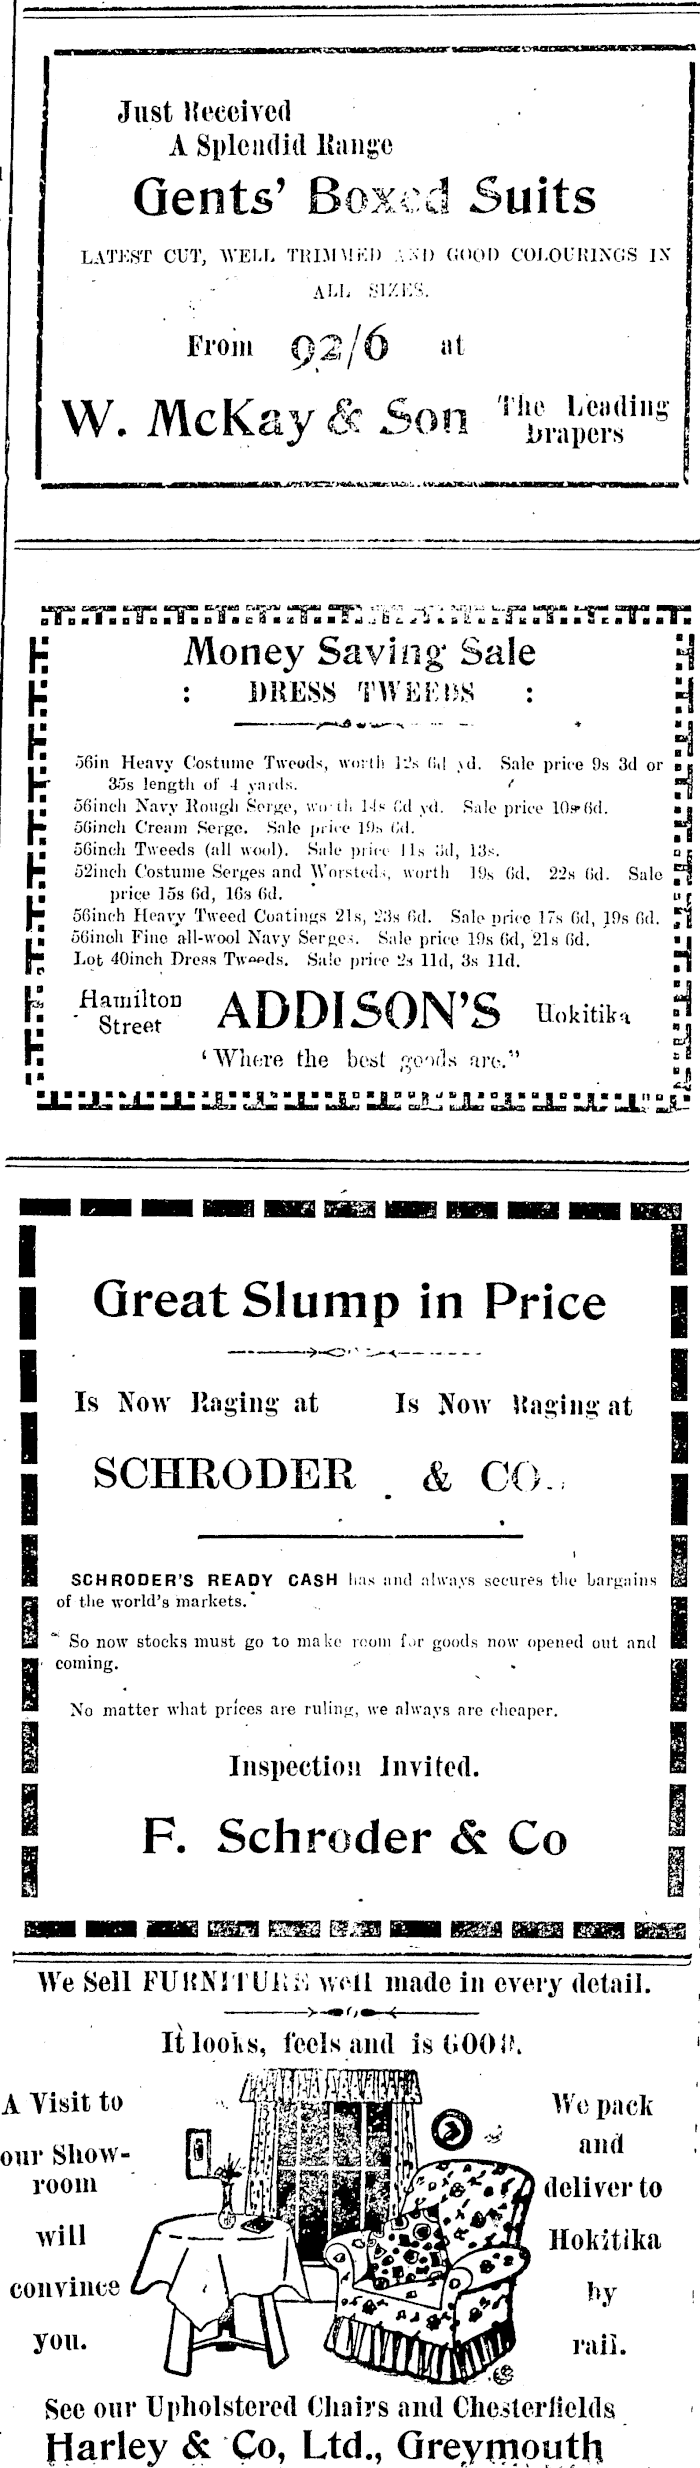 Just Received
A Splendid Range
Gents' Boxed Suits
LATEST CUT, WELL TRIMMED AND GOOD COLOURINGS IN
ALL SIZES.
From 92/6 at
W. McKay & Son The Leading Drapers
Money Saving Sale
: DRESS TWEEDS :
56in Heavy Costume Tweeds, worth 12s 6d yd. Sale price 9s 3d or
35s length of 4 yards.
56inch Navy Rough Serge, worth 14s 6d yd. Sale price 10s 6d.
56inch Cream Serge. Sale price 19s 6d.
56inch Tweeds (all wool). Sale price 11s 3d, 13s.
52inch Costume Serges and Worsteds, worth 19s 6d, 22s 6d. Sale
price 15s 6d, 16s 6d.
56inch Heavy Tweed Coatings 21s, 23s 6d. Sale price 17s 6d, 19s 6d.
56inch Fine all-wool Navy Serges. Sale price 19s 6d, 21s 6d.
Lot 40inch Dress Tweeds. Sale price 2s 11d, 3s 11d.
Hamilton Street ADDISON'S Hokitika
'Where the best goods are."
Great Slump in Price
Is Now Raging at Is Now Raging at
SCHRODER & CO..
SCHRODER'S READY CASH has and always secures the bargains
of the world's markets.
So now stocks must go to make room for goods now opened out and
coming.
No matter what prices are ruling, we always are cheaper.
Inspection Invited.
F. Schroder & Co
We Sell FURNITURE well made in every detail.
It looks, feels and is GOOD.
A Visit to
our Show-
room
will
convince
you.
We pack
and
deliver to
Hokitika
by
rail.
See our Upholstered Chairs and Chesterfields
Harley & Co, Ltd., Greymouth